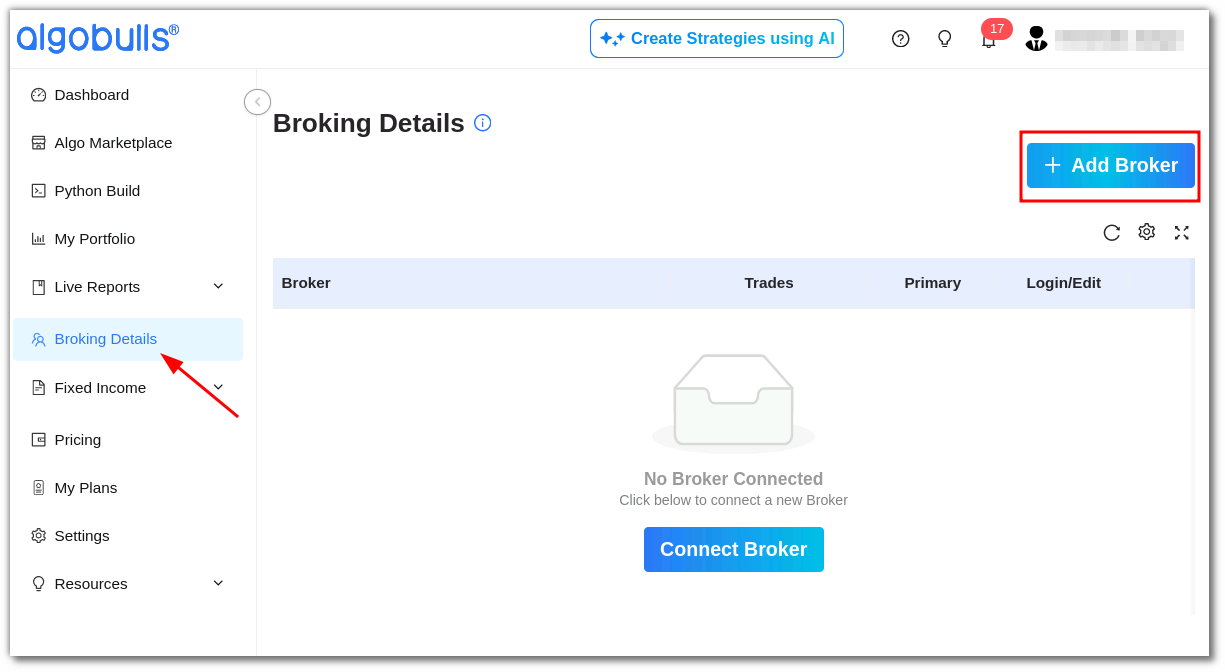 algobulls®
Create Strategies using AI
17
Dashboard
Algo Marketplace
Python Build
My Portfolio
Live Reports
Broking Details
Fixed Income
Pricing
My Plans
Settings
Resources
Broking Details
+ Add Broker
Broker Trades Primary Login/Edit
No Broker Connected
Click below to connect a new Broker
Connect Broker